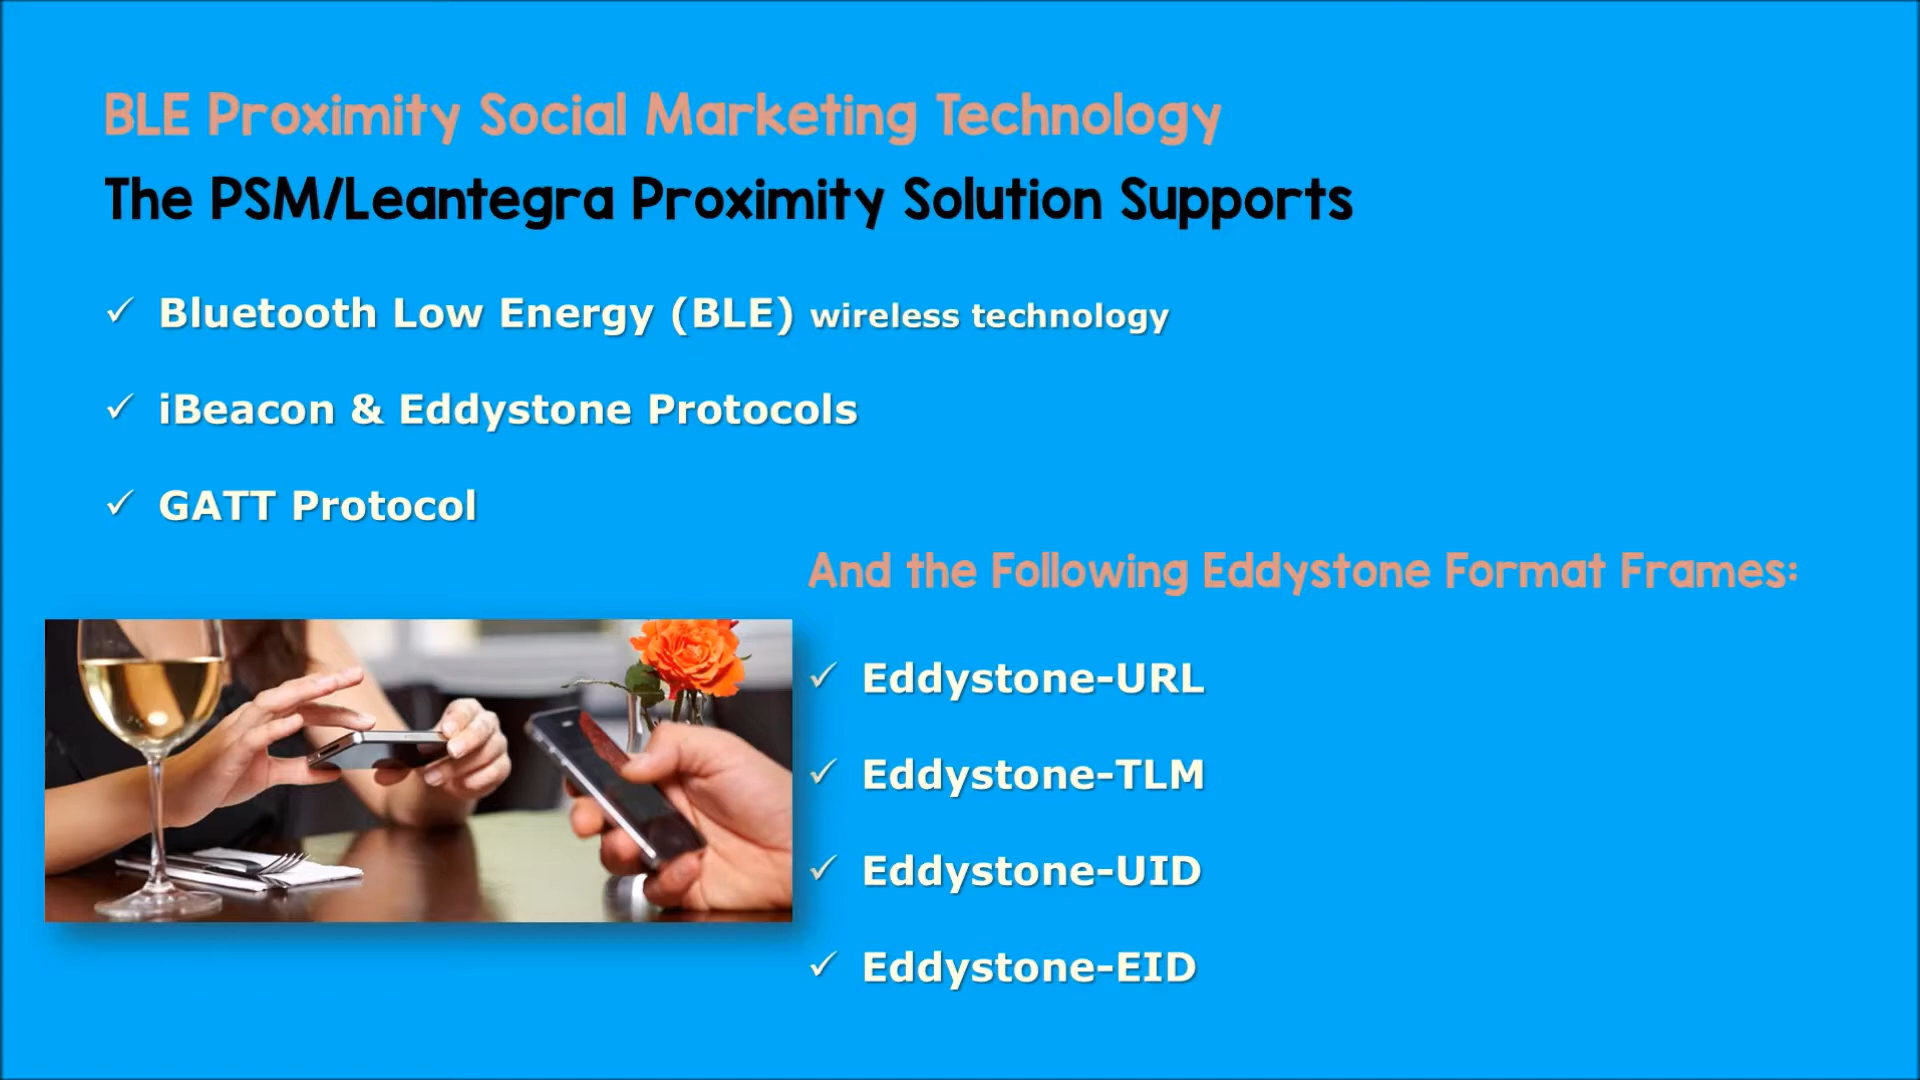 BLE Proximity Social Marketing Technology
The PSM/Leantegra Proximity Solution Supports
✓ Bluetooth Low Energy (BLE) wireless technology
✓ iBeacon & Eddystone Protocols
✓ GATT Protocol
And the Following Eddystone Format Frames:
✓ Eddystone-URL
✓ Eddystone-TLM
✓ Eddystone-UID
✓ Eddystone-EID